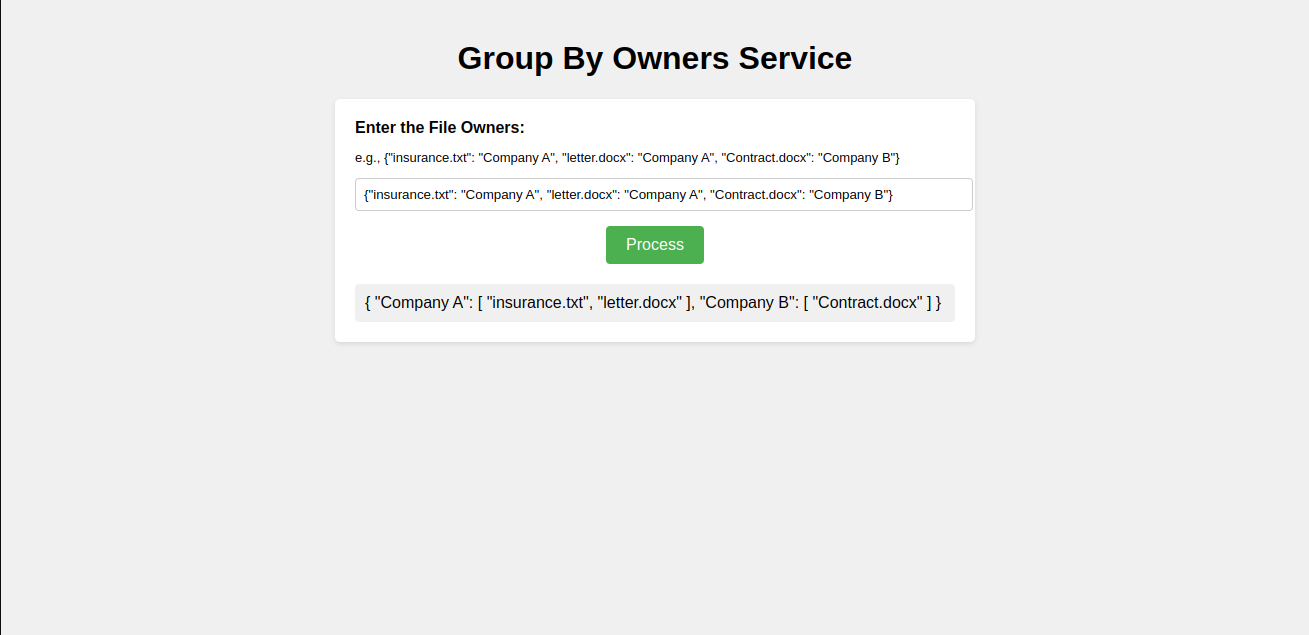 Group By Owners Service
Enter the File Owners:
e.g., {"insurance.txt": "Company A", "letter.docx": "Company A", "Contract.docx": "Company B"}
{"insurance.txt": "Company A", "letter.docx": "Company A", "Contract.docx": "Company B"}
Process
{ "Company A": [ "insurance.txt", "letter.docx" ], "Company B": [ "Contract.docx" ] }